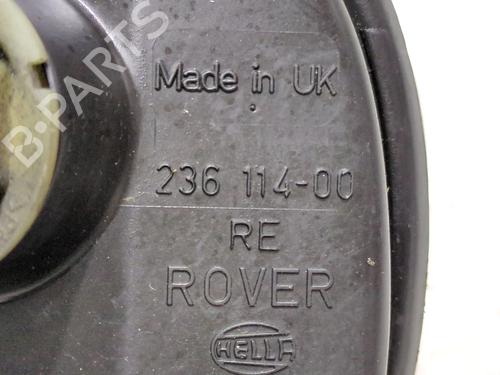 B-PARTS
Made in UK
236 114-00
RE
ROVER
HELLA